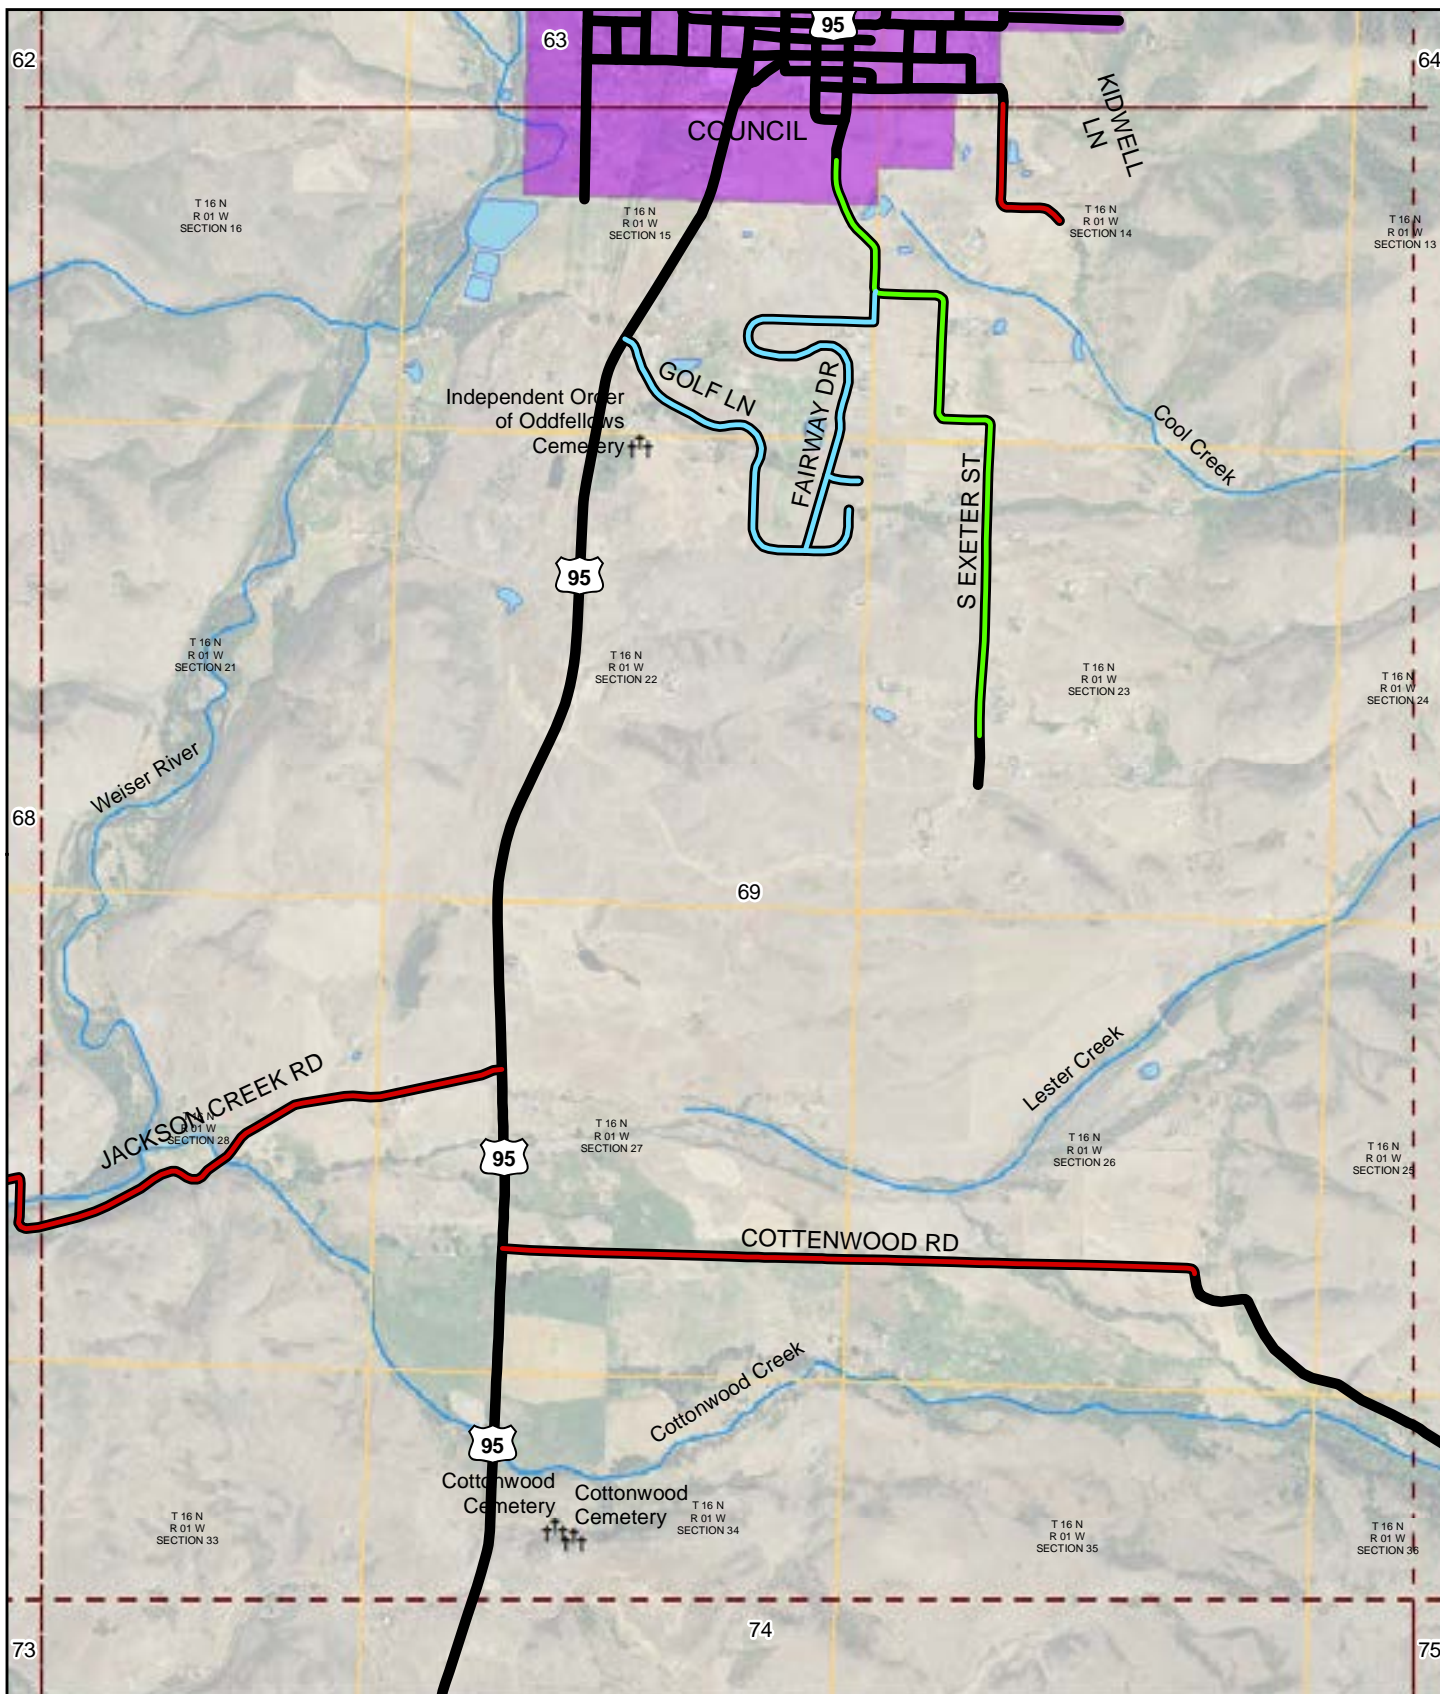 95
62
63
64
COUNCIL
KIDWELL
LN
T 16 N
R 01 W
SECTION 16
T 16 N
R 01 W
SECTION 15
T 16 N
R 01 W
SECTION 14
T 16 N
R 01 W
SECTION 13
Independent Order
of Oddfellows
Cemetery
GOLF LN
FAIRWAY DR
Cool Creek
S EXETER ST
95
T 16 N
R 01 W
SECTION 21
T 16 N
R 01 W
SECTION 22
T 16 N
R 01 W
SECTION 23
T 16 N
R 01 W
SECTION 24
Weiser River
68
69
JACKSON CREEK RD
T 16 N
R 01 W
SECTION 28
95
T 16 N
R 01 W
SECTION 27
Lester Creek
T 16 N
R 01 W
SECTION 26
T 16 N
R 01 W
SECTION 25
COTTENWOOD RD
Cottonwood Creek
95
Cottonwood
Cemetery
Cottonwood
Cemetery
T 16 N
R 01 W
SECTION 33
T 16 N
R 01 W
SECTION 34
T 16 N
R 01 W
SECTION 35
T 16 N
R 01 W
SECTION 36
73
74
75